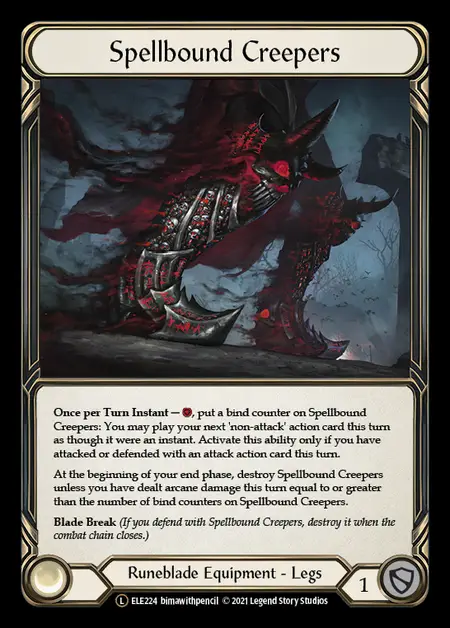 Spellbound Creepers
Once per Turn Instant — , put a bind counter on Spellbound
Creepers: You may play your next 'non-attack' action card this turn
as though it were an instant. Activate this ability only if you have
attacked or defended with an attack action card this turn.
At the beginning of your end phase, destroy Spellbound Creepers
unless you have dealt arcane damage this turn equal to or greater
than the number of bind counters on Spellbound Creepers.
Blade Break (If you defend with Spellbound Creepers, destroy it when the
combat chain closes.)
Runeblade Equipment - Legs
1
L ELE224 bimawithpencil © 2021 Legend Story Studios